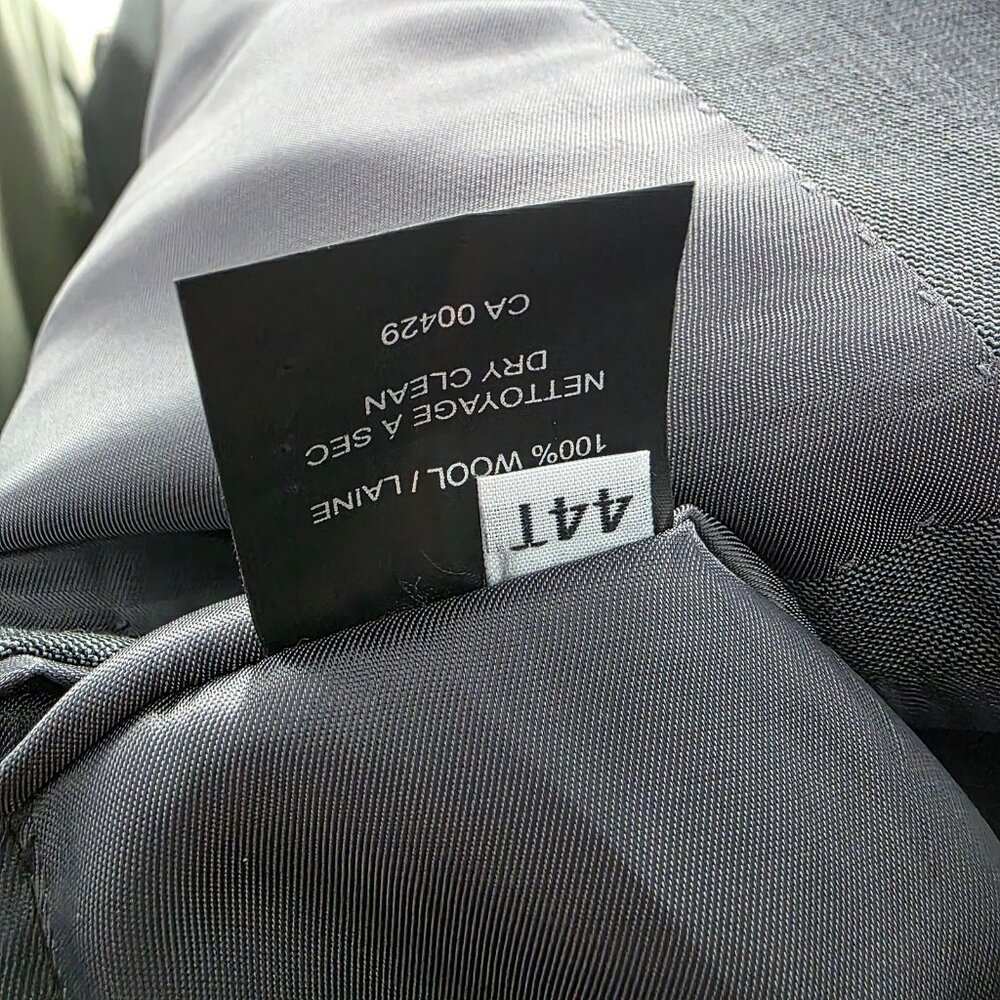 44T
100% WOOL / LAINE
NETTOYAGE À SEC
DRY CLEAN
CA 00429